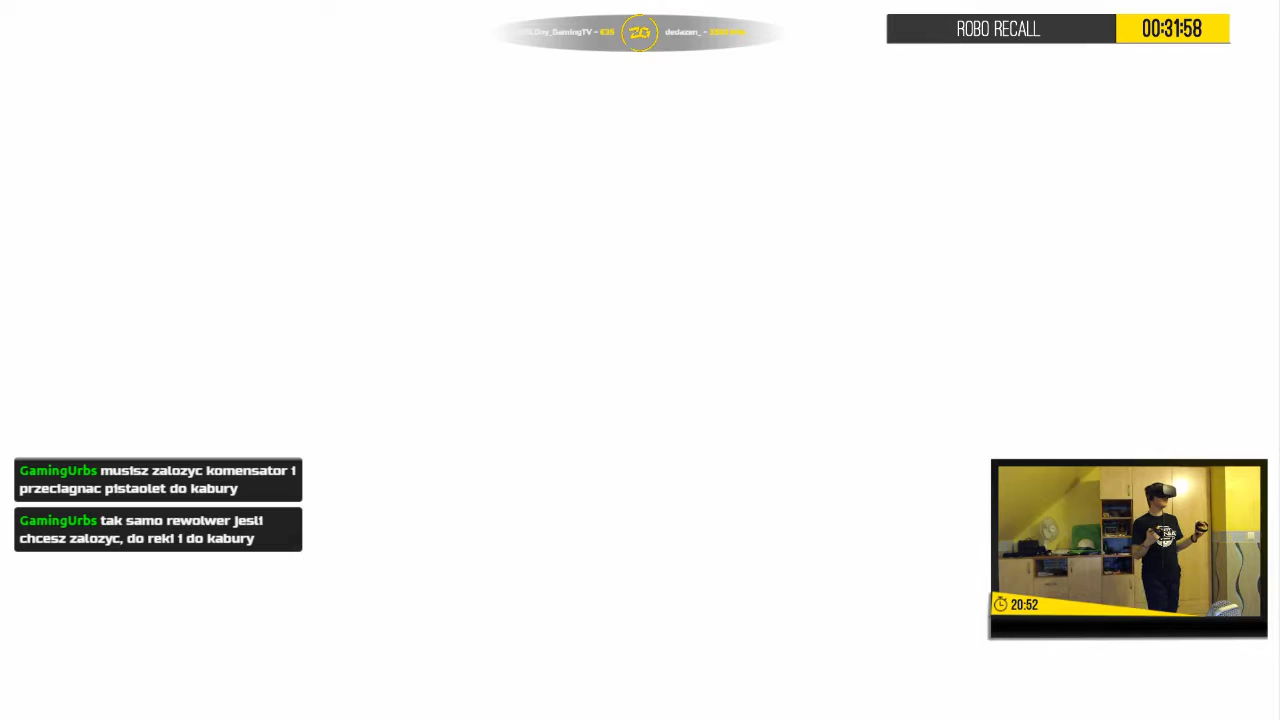 dedazen_ -
ROBO RECALL 00:31:58
GamingUrbs musisz zalozyc komensator i
przeciagnac pistaolet do kabury
GamingUrbs tak samo rewolwer jesli
chcesz zalozyc, do reki i do kabury
20:52